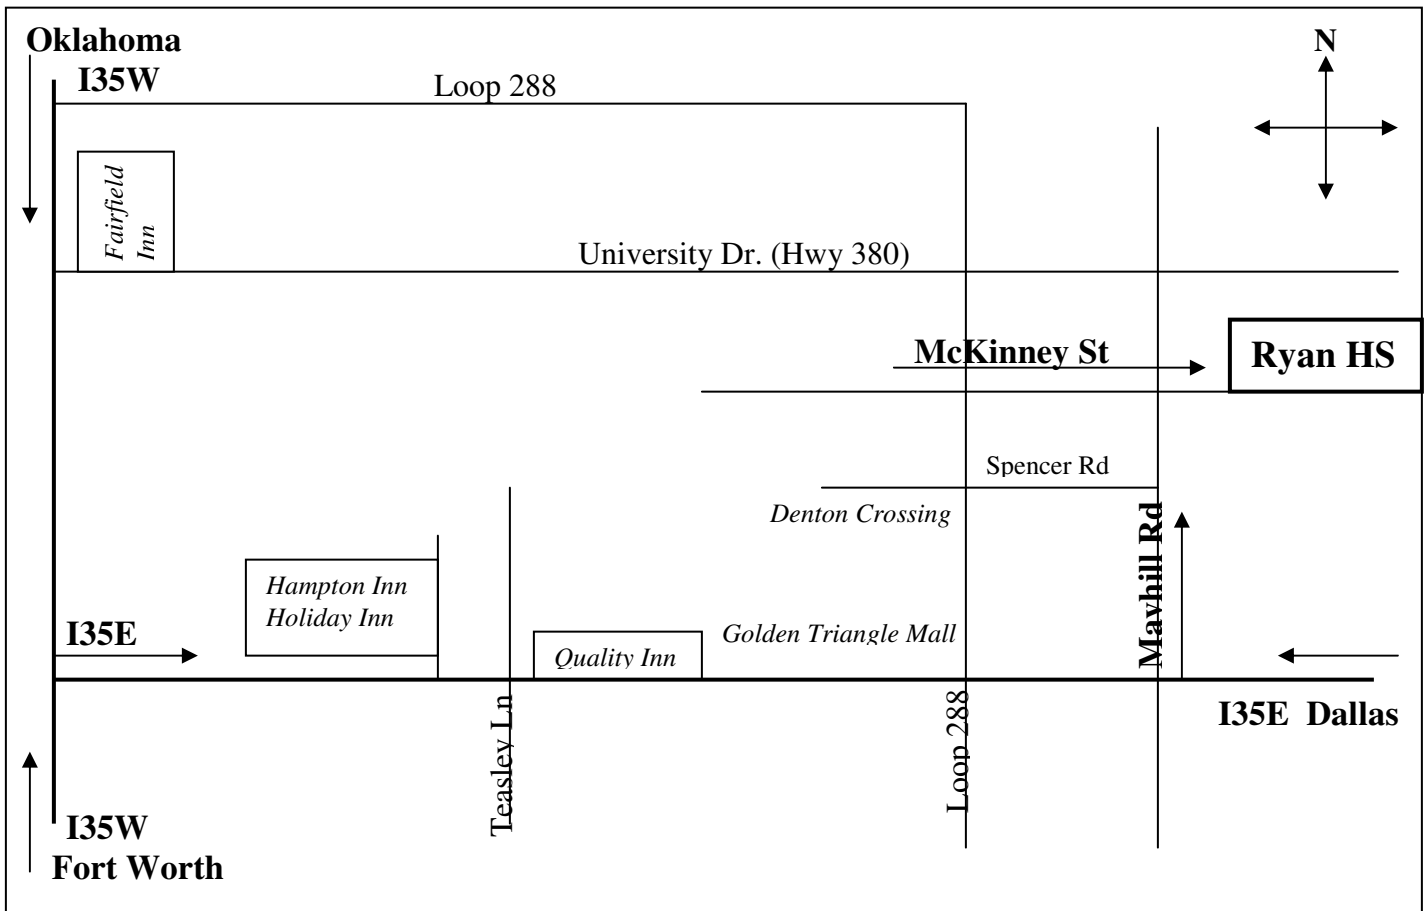 Oklahoma
I35W
N
Loop 288
Fairfield
Inn
University Dr. (Hwy 380)
McKinney St
Ryan HS
Spencer Rd
Denton Crossing
Mayhill Rd
Hampton Inn
Holiday Inn
I35E
Golden Triangle Mall
Quality Inn
Teasley Ln
Loop 288
I35E Dallas
I35W
Fort Worth